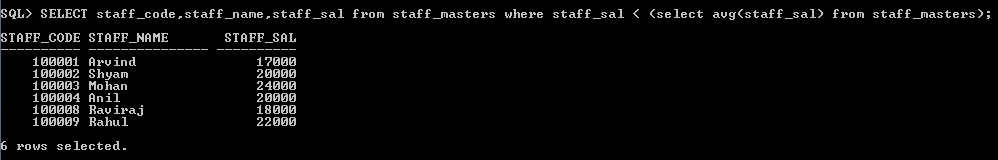 SQL> SELECT staff_code,staff_name,staff_sal from staff_masters where staff_sal < (select avg(staff_sal) from staff_masters);
STAFF_CODE STAFF_NAME STAFF_SAL
---------- --------------- ----------
100001 Arvind 17000
100002 Shyam 20000
100003 Mohan 24000
100004 Anil 20000
100008 Raviraj 18000
100009 Rahul 22000
6 rows selected.